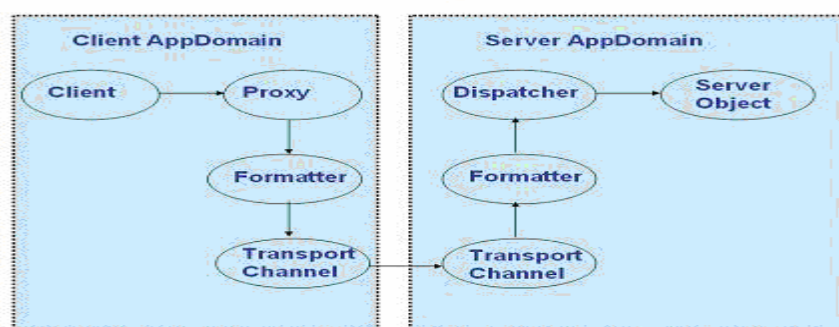 Client AppDomain
Client
Proxy
Formatter
Transport
Channel
Server AppDomain
Dispatcher
Server
Object
Formatter
Transport
Channel